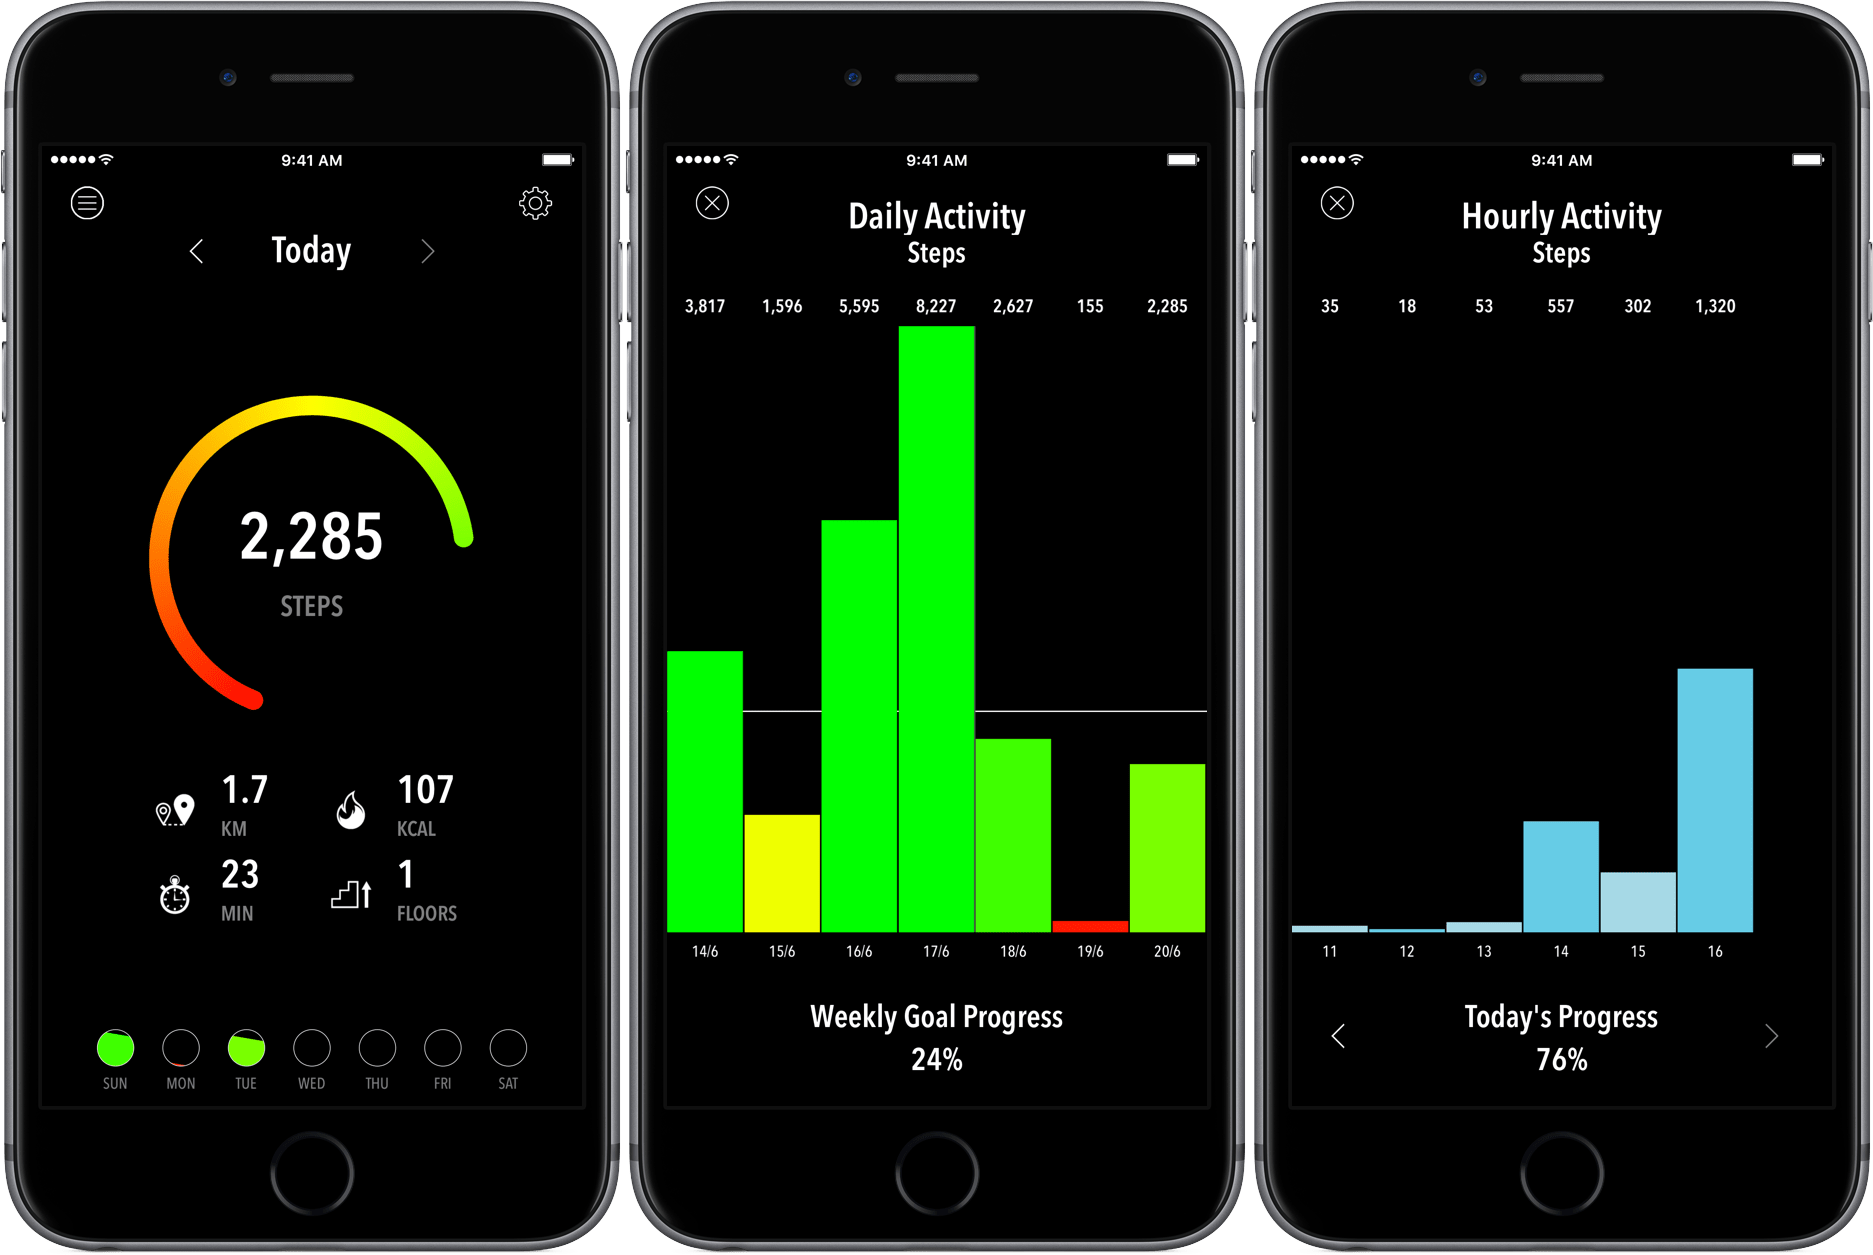 9:41 AM
Today
2,285
STEPS
1.7
KM
107
KCAL
23
MIN
1
FLOORS
SUN MON TUE WED THU FRI SAT
9:41 AM
Daily Activity
Steps
3,817 1,596 5,595 8,227 2,627 155 2,285
14/6 15/6 16/6 17/6 18/6 19/6 20/6
Weekly Goal Progress
24%
9:41 AM
Hourly Activity
Steps
35 18 53 557 302 1,320
11 12 13 14 15 16
Today's Progress
76%